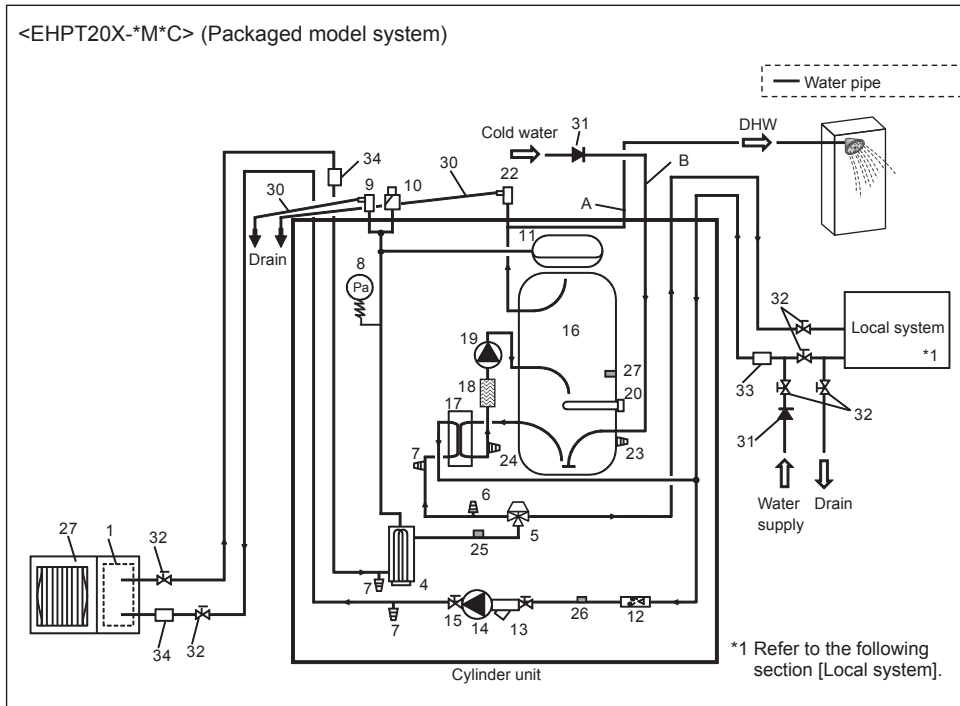 <EHPT20X-*M*C> (Packaged model system)
Water pipe
Cold water
31
DHW
B
34
30
9
10
30
22
A
Drain
11
8
Pa
16
32
Local system
*1
19
27
18
20
33
17
32
7
24
23
31
6
5
25
Water
supply
Drain
27
1
32
7
4
34
32
7
15
14
13
26
12
Cylinder unit
*1 Refer to the following
section [Local system].